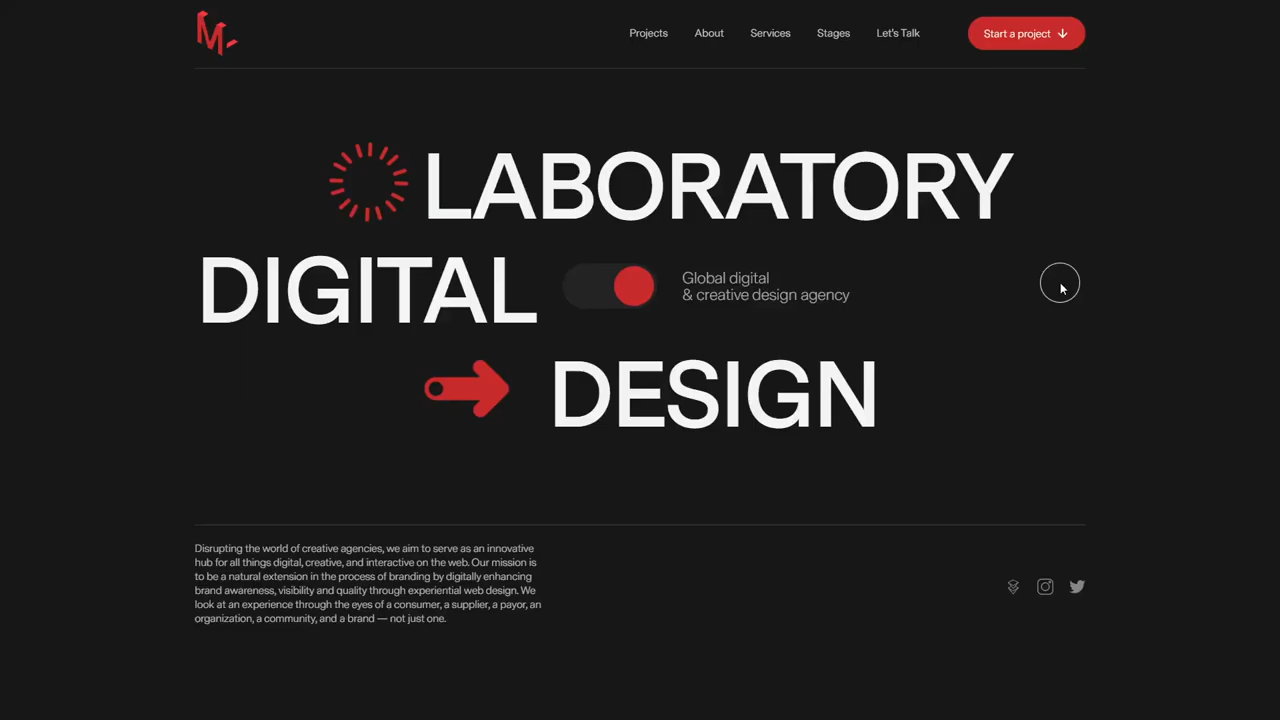 M
Projects
About
Services
Stages
Let's Talk
Start a project
LABORATORY
DIGITAL
Global digital
& creative design agency
DESIGN
Disrupting the world of creative agencies, we aim to serve as an innovative
hub for all things digital, creative, and interactive on the web. Our mission is
to be a natural extension in the process of branding by digitally enhancing
brand awareness, visibility and quality through experiential web design. We
look at an experience through the eyes of a consumer, a supplier, a payor, an
organization, a community, and a brand — not just one.